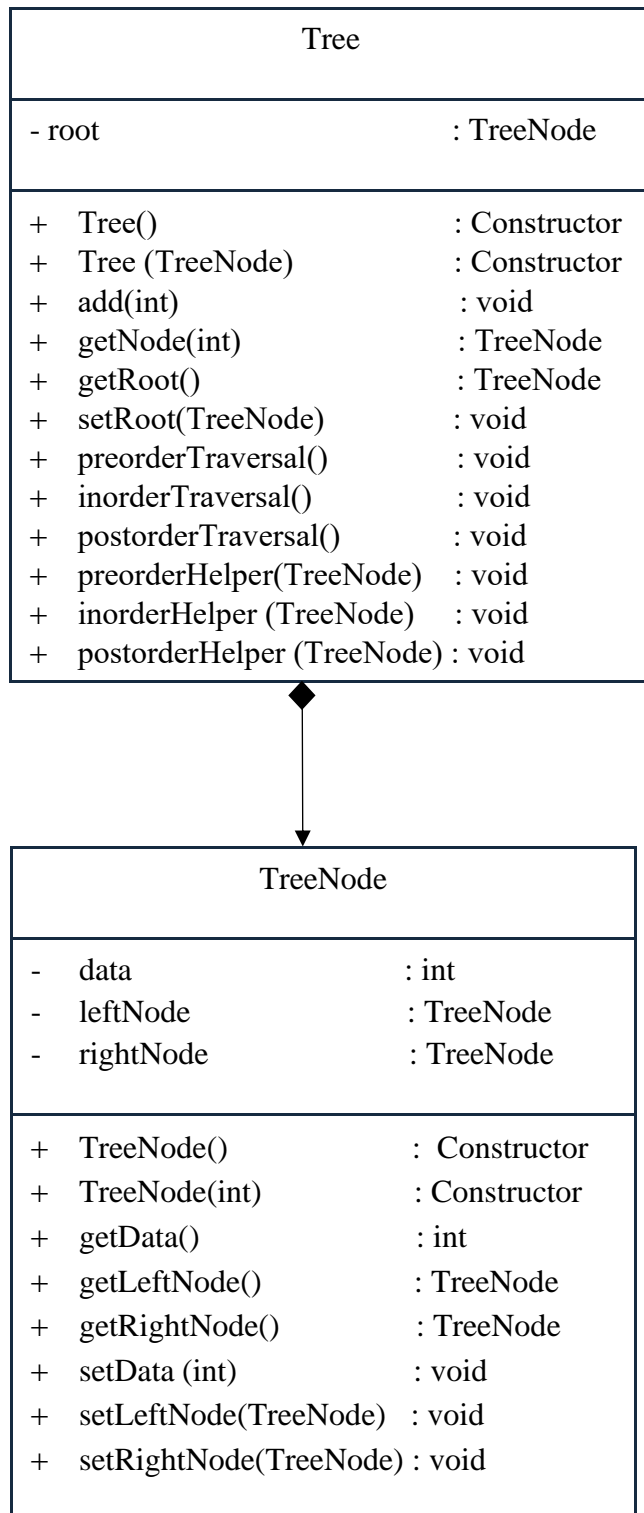 Tree
- root : TreeNode
+ Tree() : Constructor
+ Tree (TreeNode) : Constructor
+ add(int) : void
+ getNode(int) : TreeNode
+ getRoot() : TreeNode
+ setRoot(TreeNode) : void
+ preorderTraversal() : void
+ inorderTraversal() : void
+ postorderTraversal() : void
+ preorderHelper(TreeNode) : void
+ inorderHelper (TreeNode) : void
+ postorderHelper (TreeNode) : void
TreeNode
- data : int
- leftNode : TreeNode
- rightNode : TreeNode
+ TreeNode() : Constructor
+ TreeNode(int) : Constructor
+ getData() : int
+ getLeftNode() : TreeNode
+ getRightNode() : TreeNode
+ setData (int) : void
+ setLeftNode(TreeNode) : void
+ setRightNode(TreeNode) : void